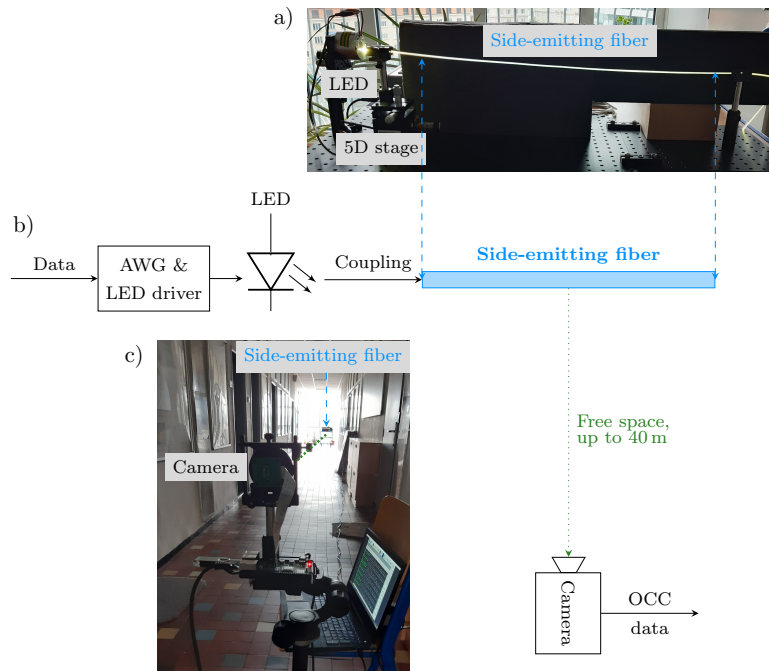 a)
Side-emitting fiber
LED
5D stage
b)
LED
Data
AWG &
LED driver
Coupling
Side-emitting fiber
c)
Side-emitting fiber
Camera
Free space,
up to 40 m
Camera
OCC
data